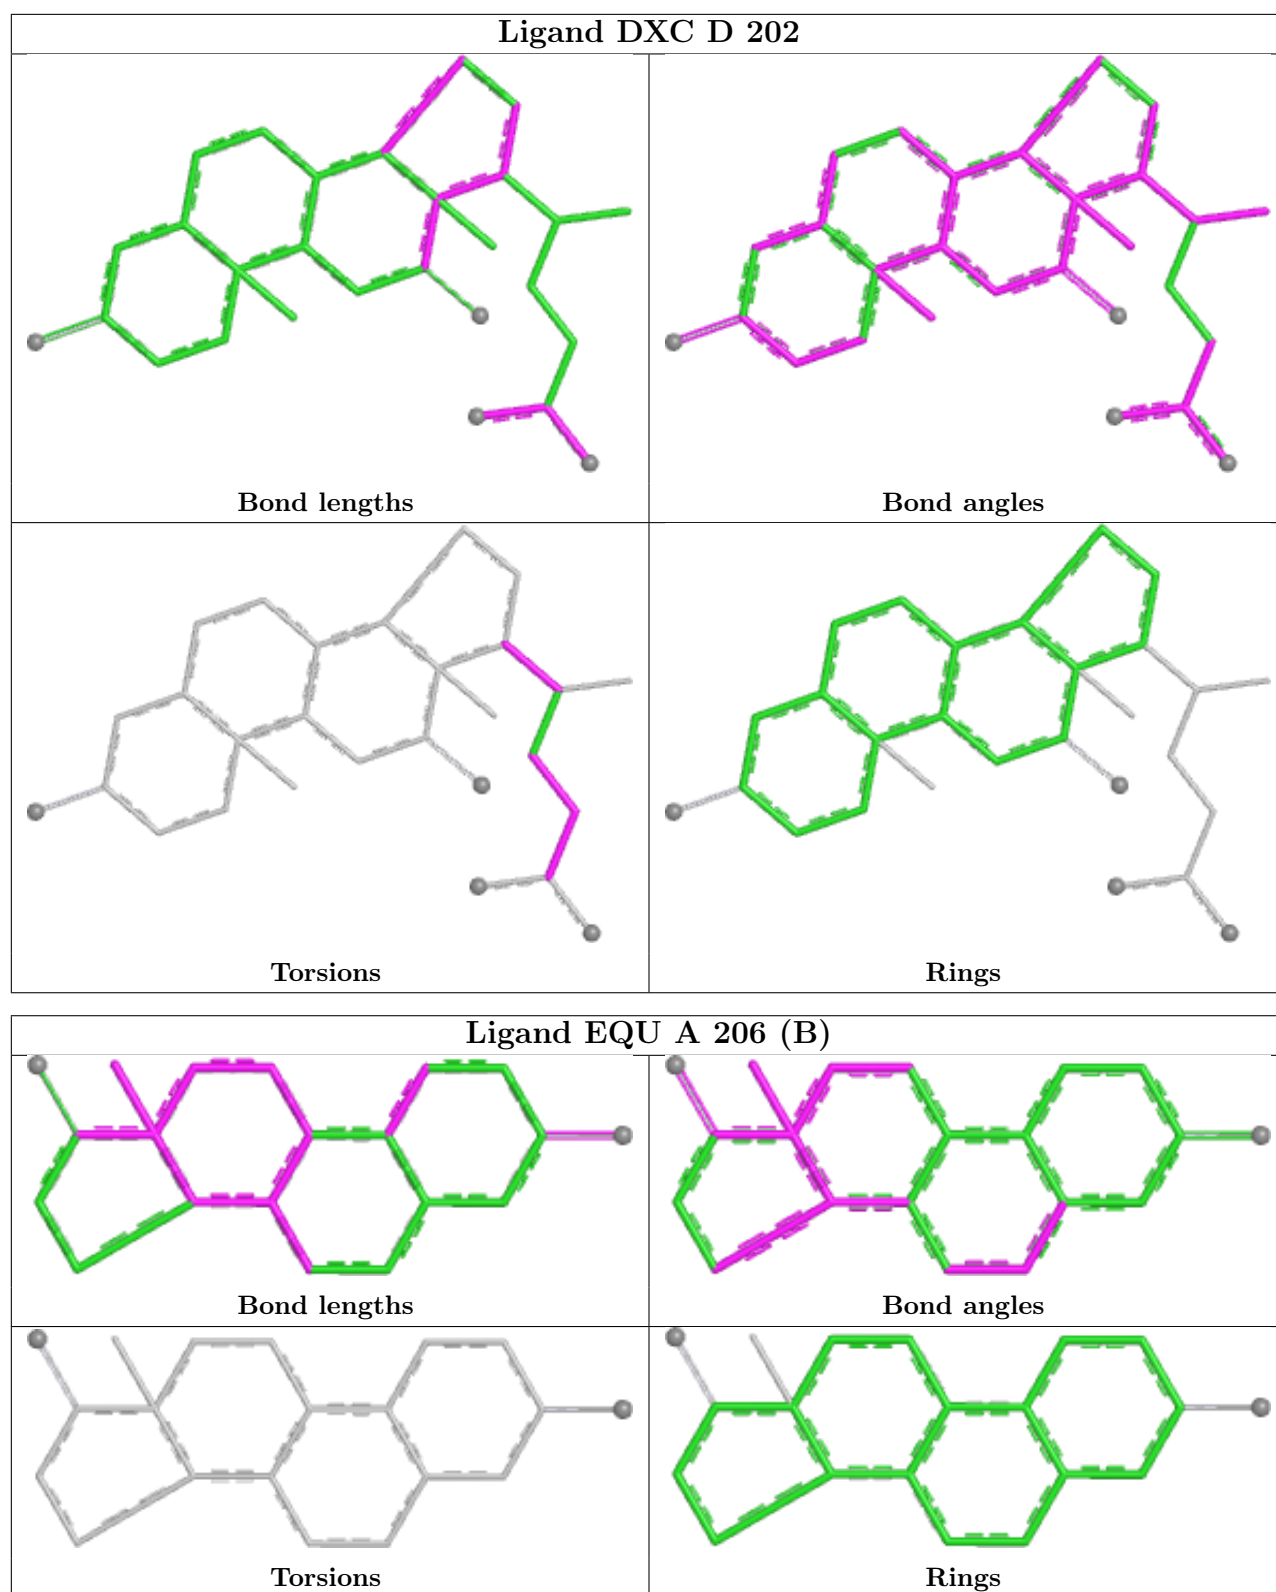 Ligand DXC D 202
Bond lengths
Bond angles
Torsions
Rings
Ligand EQU A 206 (B)
Bond lengths
Bond angles
Torsions
Rings